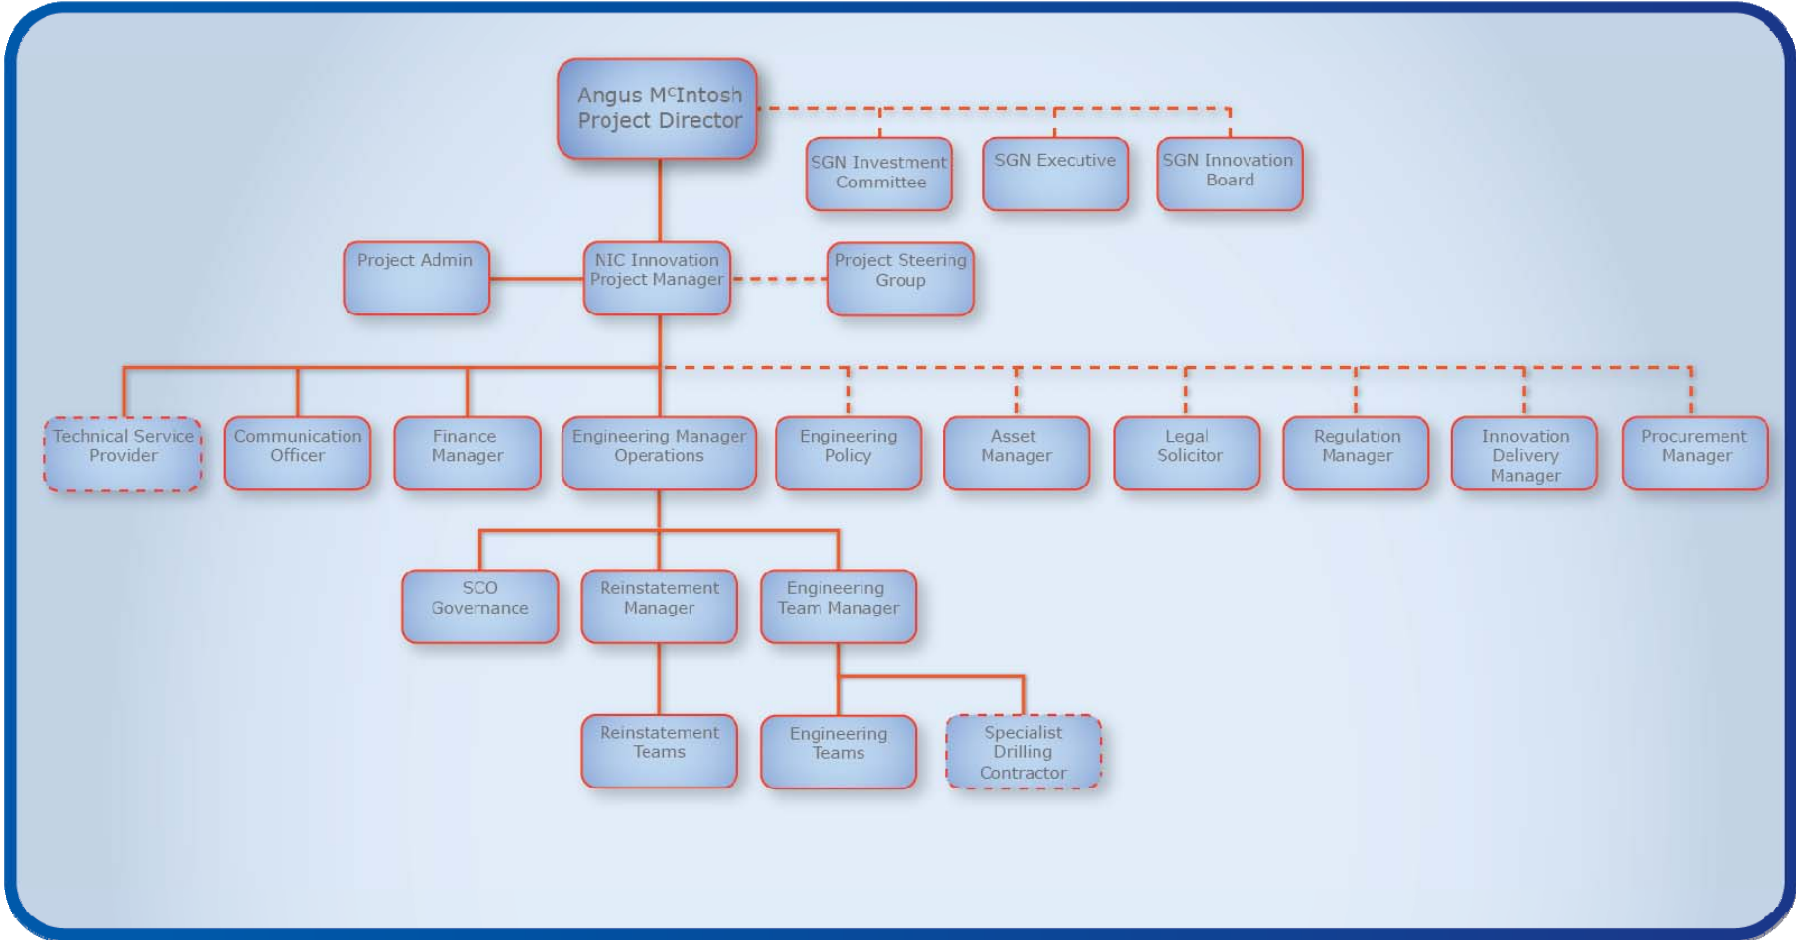 Angus McIntosh
Project Director
SGN Investment
Committee
SGN Executive
SGN Innovation
Board
Project Admin
NIC Innovation
Project Manager
Project Steering
Group
Technical Service
Provider
Communication
Officer
Finance
Manager
Engineering Manager
Operations
Engineering
Policy
Asset
Manager
Legal
Solicitor
Regulation
Manager
Innovation
Delivery
Manager
Procurement
Manager
SCO
Governance
Reinstatement
Manager
Engineering
Team Manager
Reinstatement
Teams
Engineering
Teams
Specialist
Drilling
Contractor